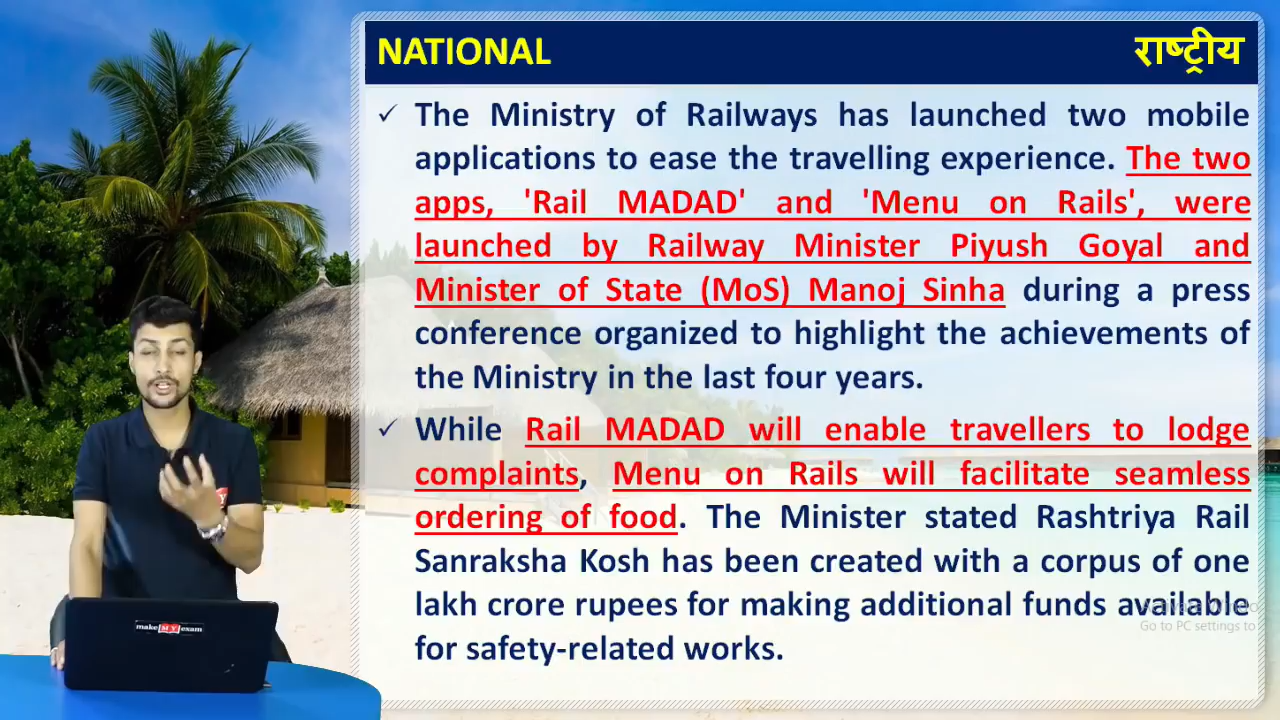 NATIONAL
राष्ट्रीय
✓ The Ministry of Railways has launched two mobile
applications to ease the travelling experience. The two
apps, 'Rail MADAD' and 'Menu on Rails', were
launched by Railway Minister Piyush Goyal and
Minister of State (MoS) Manoj Sinha during a press
conference organized to highlight the achievements of
the Ministry in the last four years.
✓ While Rail MADAD will enable travellers to lodge
complaints, Menu on Rails will facilitate seamless
ordering of food. The Minister stated Rashtriya Rail
Sanraksha Kosh has been created with a corpus of one
lakh crore rupees for making additional funds available
for safety-related works.
Go to PC settings to
make MY exam